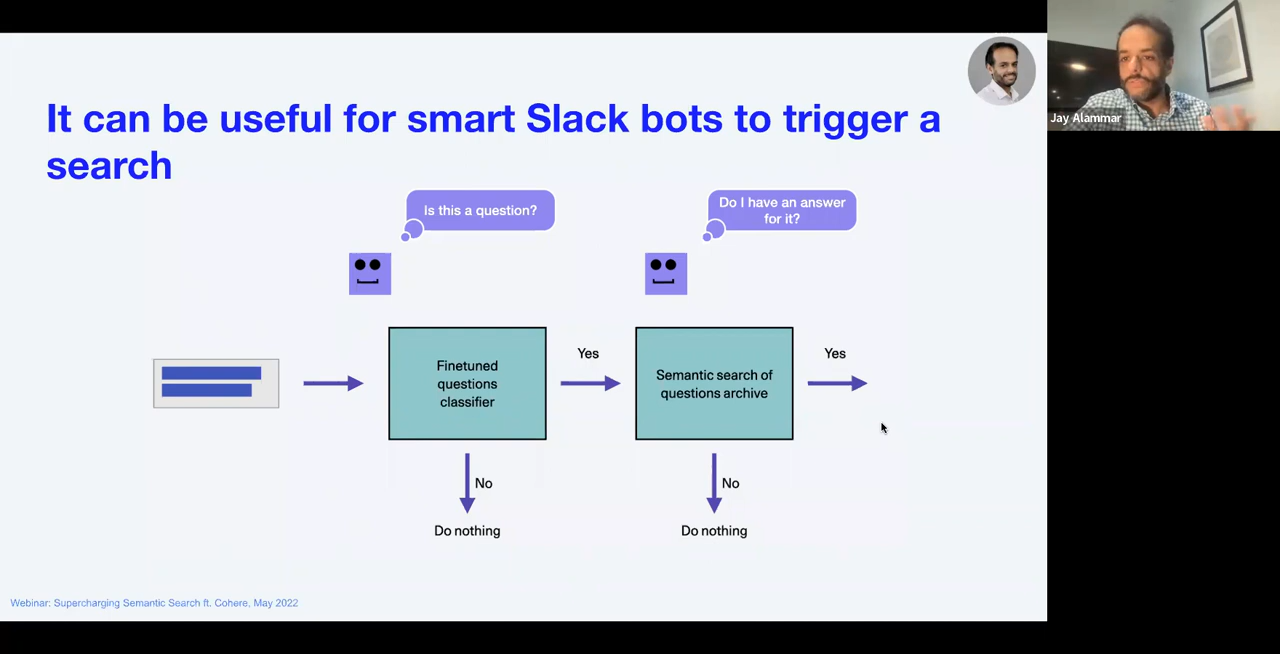 It can be useful for smart Slack bots to trigger a
search
Jay Alammar
Is this a question?
Do I have an answer
for it?
Finetuned
questions
classifier
Yes
Semantic search of
questions archive
Yes
No
No
Do nothing
Do nothing
Webinar: Supercharging Semantic Search ft. Cohere, May 2022